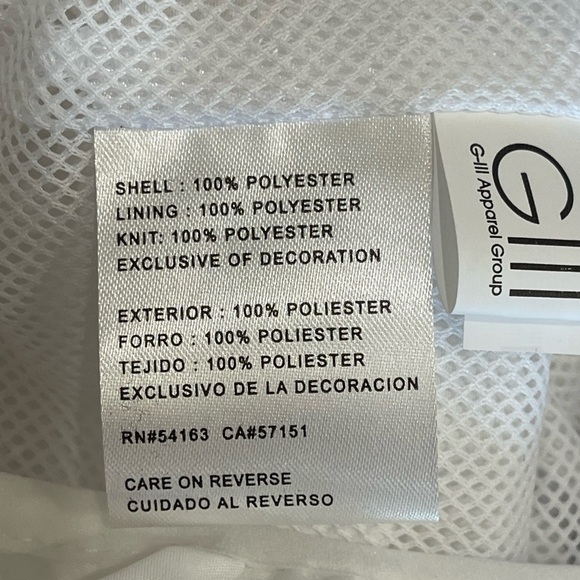 SHELL : 100% POLYESTER
LINING : 100% POLYESTER
KNIT: 100% POLYESTER
EXCLUSIVE OF DECORATION
EXTERIOR : 100% POLIESTER
FORRO : 100% POLIESTER
TEJIDO : 100% POLIESTER
EXCLUSIVO DE LA DECORACION
RN#54163 CA#57151
CARE ON REVERSE
CUIDADO AL REVERSO
GIII
G-III Apparel Group